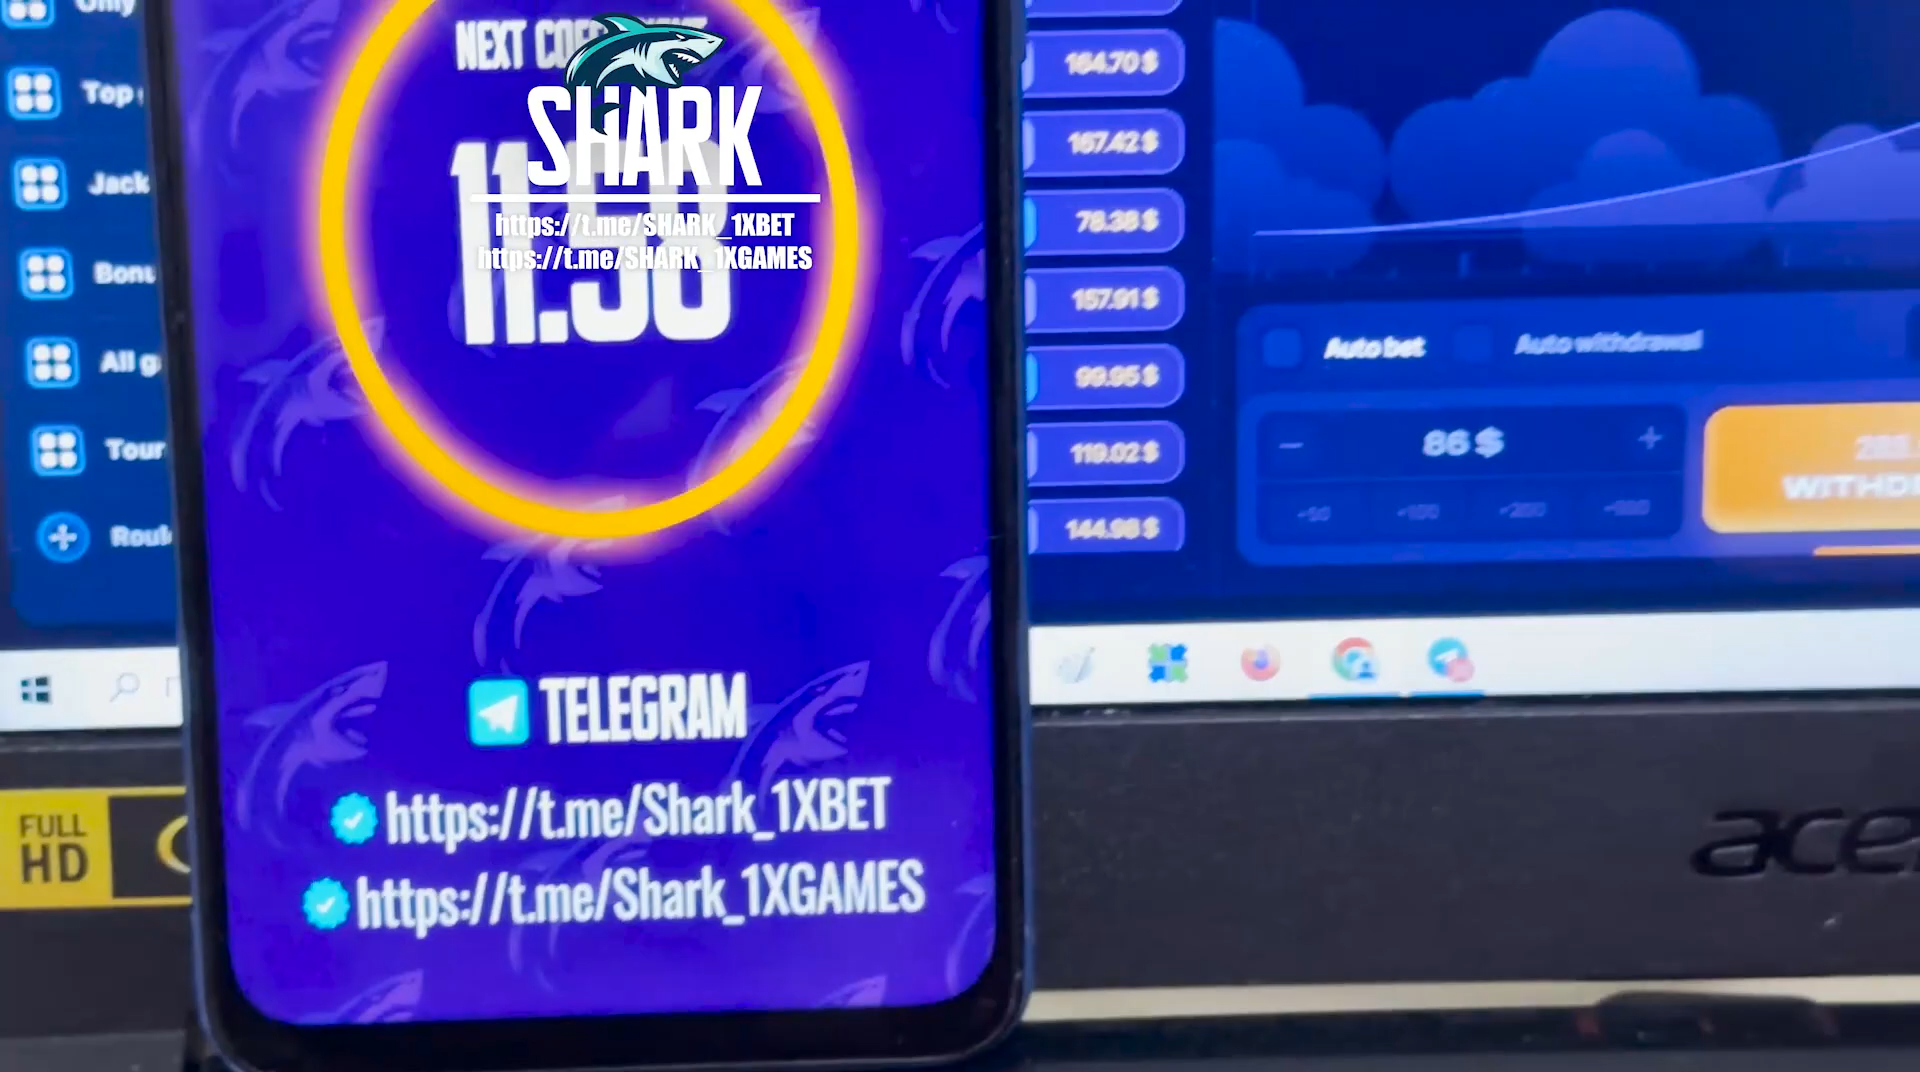 Only
Top
Jack
Bonu
All g
Tour
Rou
NEXT
SHARK
https://t.me/SHARK_1XBET
https://t.me/SHARK_1XGAMES
TELEGRAM
https://t.me/Shark_1XBET
https://t.me/Shark_1XGAMES
164.70 $
167.42 $
78.38 $
157.91 $
99.95 $
119.02 $
144.98 $
Auto bet
Auto withdrawal
86 $
WITHD
FULL
HD
acer